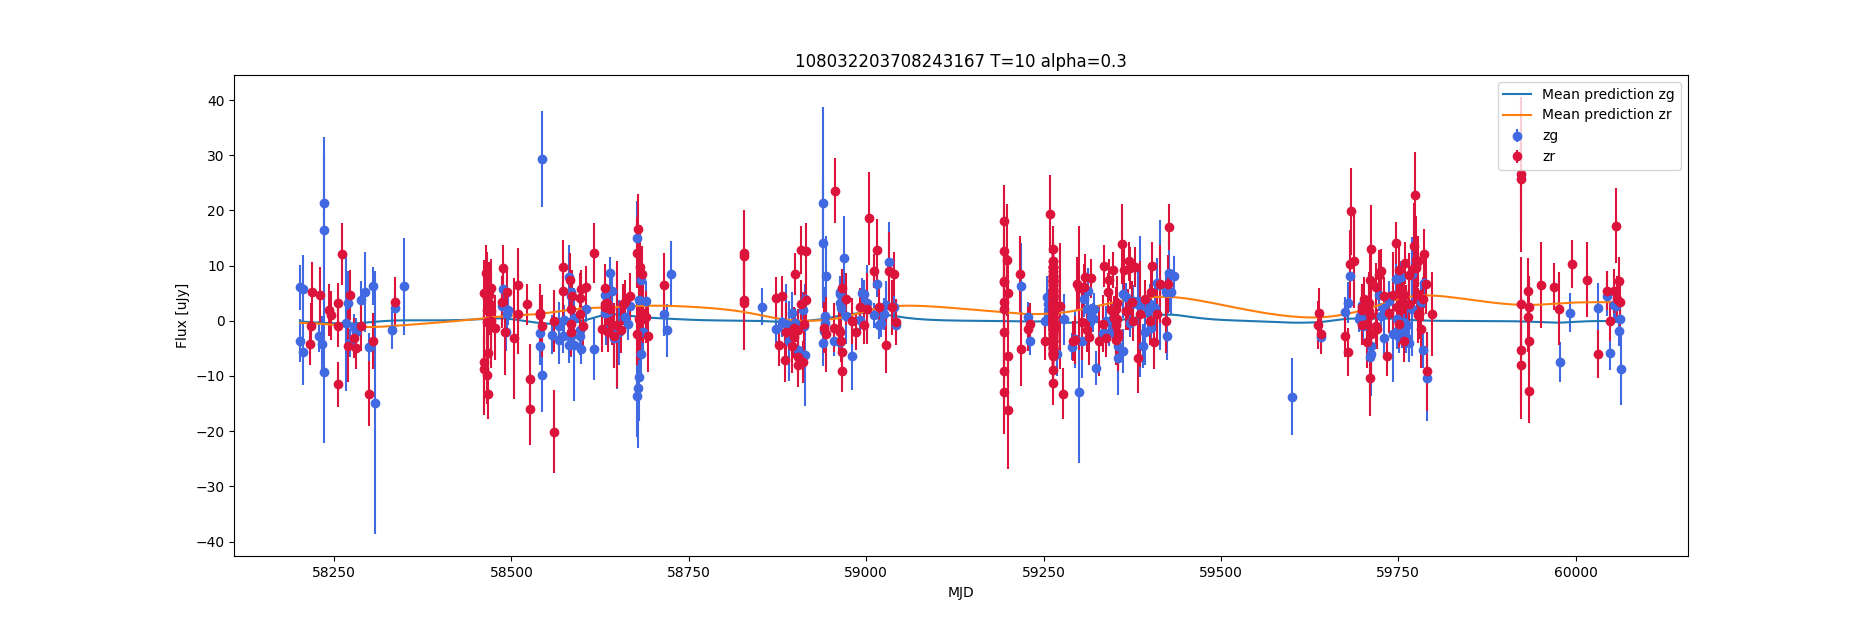 108032203708243167 T=10 alpha=0.3
Mean prediction zg
Mean prediction zr
zg
zr
Flux [uJy]
40
30
20
10
0
−10
−20
−30
−40
58250
58500
58750
59000
59250
59500
59750
60000
MJD